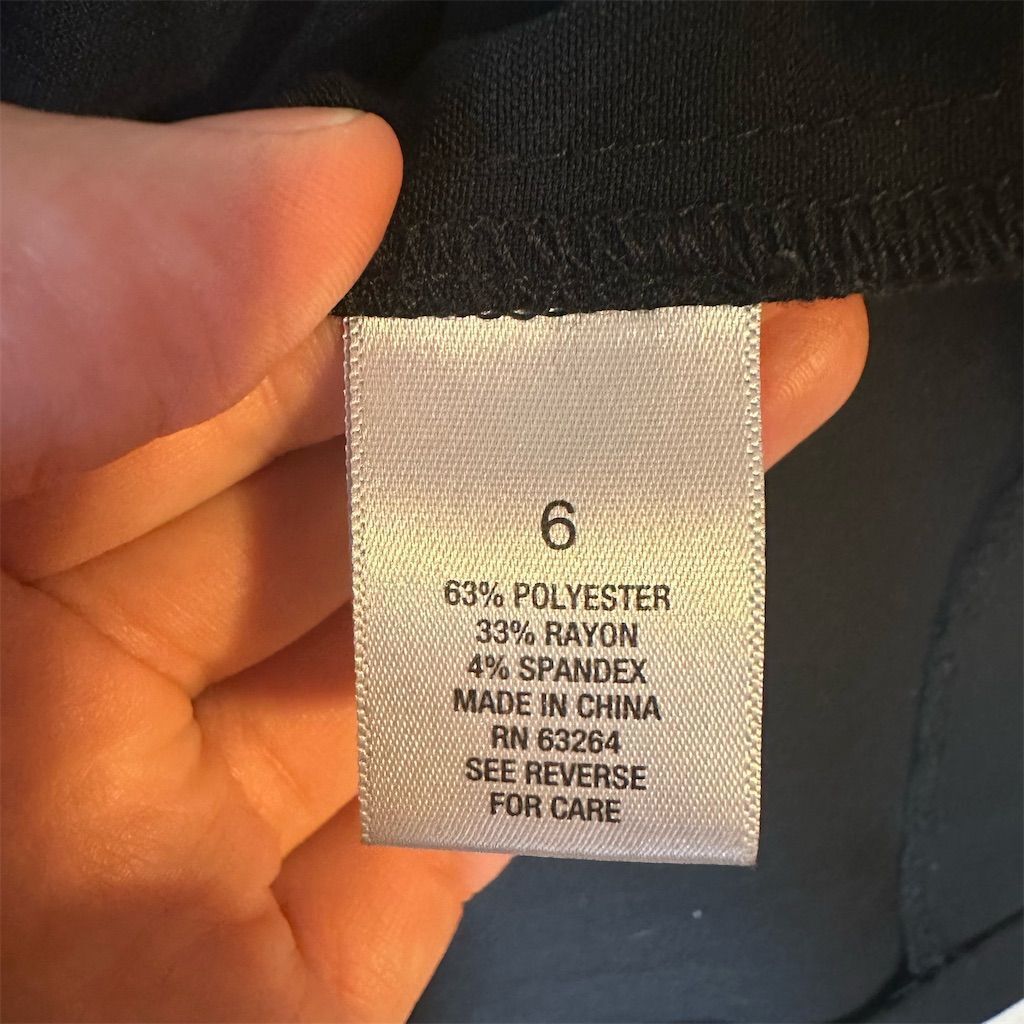 6
63% POLYESTER
33% RAYON
4% SPANDEX
MADE IN CHINA
RN 63264
SEE REVERSE
FOR CARE